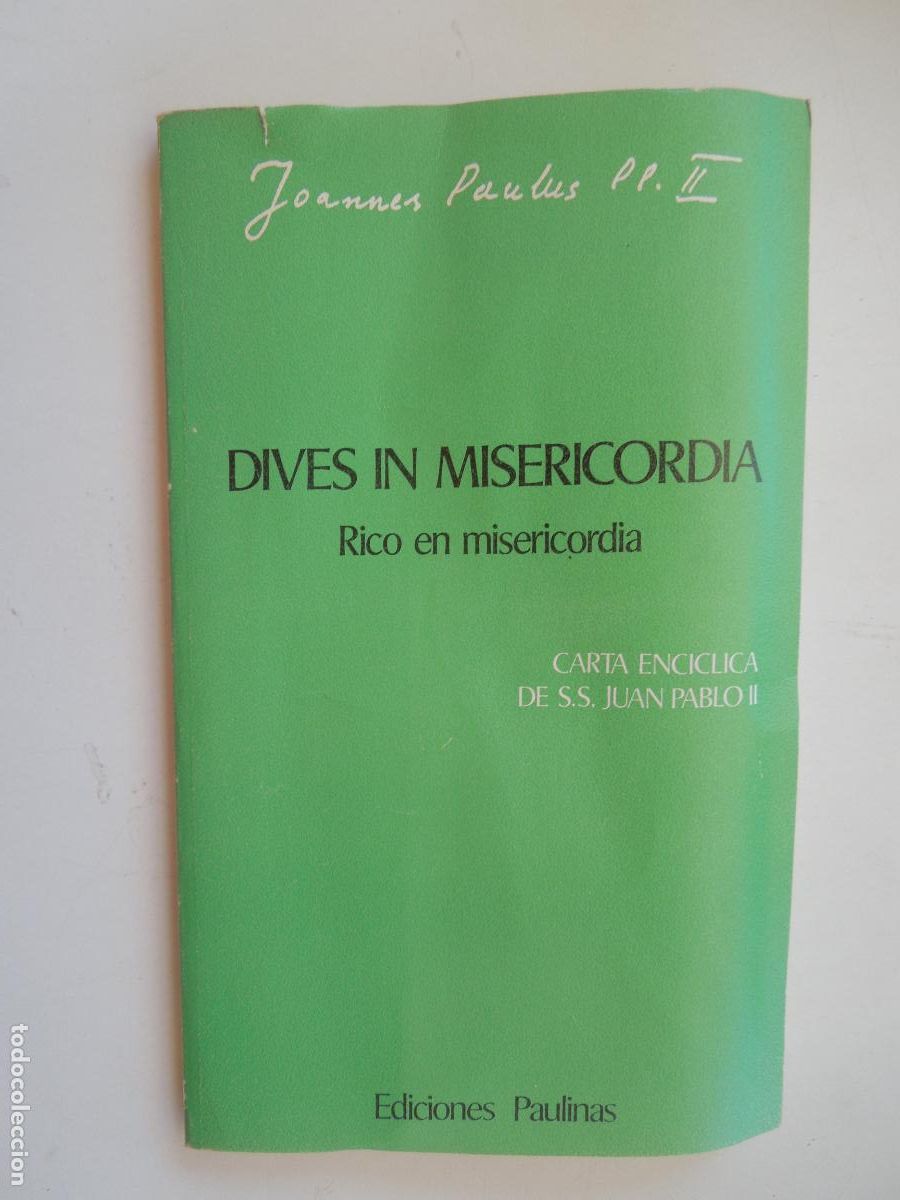 Joannes Paulus PP. II
DIVES IN MISERICORDIA
Rico en misericordia
CARTA ENCICLICA
DE S.S. JUAN PABLO II
Ediciones Paulinas
todocoleccion